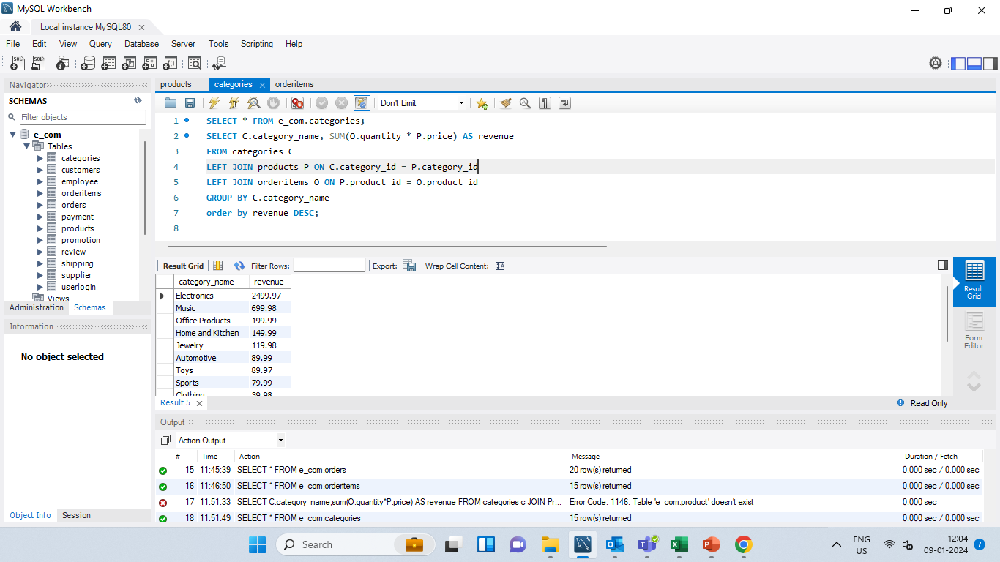 MySQL Workbench
Local instance MySQL80
File Edit View Query Database Server Tools Scripting Help
Navigator
SCHEMAS
Filter objects
e_com
Tables
categories
customers
employee
orderitems
orders
payment
products
promotion
review
shipping
supplier
userlogin
Views
Administration Schemas
Information
No object selected
Object Info Session
products categories orderitems
Don't Limit
1 SELECT * FROM e_com.categories;
2 SELECT C.category_name, SUM(O.quantity * P.price) AS revenue
3 FROM categories C
4 LEFT JOIN products P ON C.category_id = P.category_id
5 LEFT JOIN orderitems O ON P.product_id = O.product_id
6 GROUP BY C.category_name
7 order by revenue DESC;
8
Result Grid Filter Rows: Export: Wrap Cell Content:
category_name revenue
Electronics 2499.97
Music 699.98
Office Products 199.99
Home and Kitchen 149.99
Jewelry 119.98
Automotive 89.99
Toys 89.97
Sports 79.99
Clothing 39.98
Result
Grid
Form
Editor
Result 5
Read Only
Output
Action Output
# Time Action Message Duration / Fetch
15 11:45:39 SELECT * FROM e_com.orders 20 row(s) returned 0.000 sec / 0.000 sec
16 11:46:50 SELECT * FROM e_com.orderitems 15 row(s) returned 0.000 sec / 0.000 sec
17 11:51:33 SELECT C.category_name,sum(O.quantity*P.price) AS revenue FROM categories c JOIN Pr... Error Code: 1146. Table 'e_com.product' doesn't exist 0.000 sec
18 11:51:49 SELECT * FROM e_com.categories 15 row(s) returned 0.000 sec / 0.000 sec
Search
ENG
US
12:04
09-01-2024
7